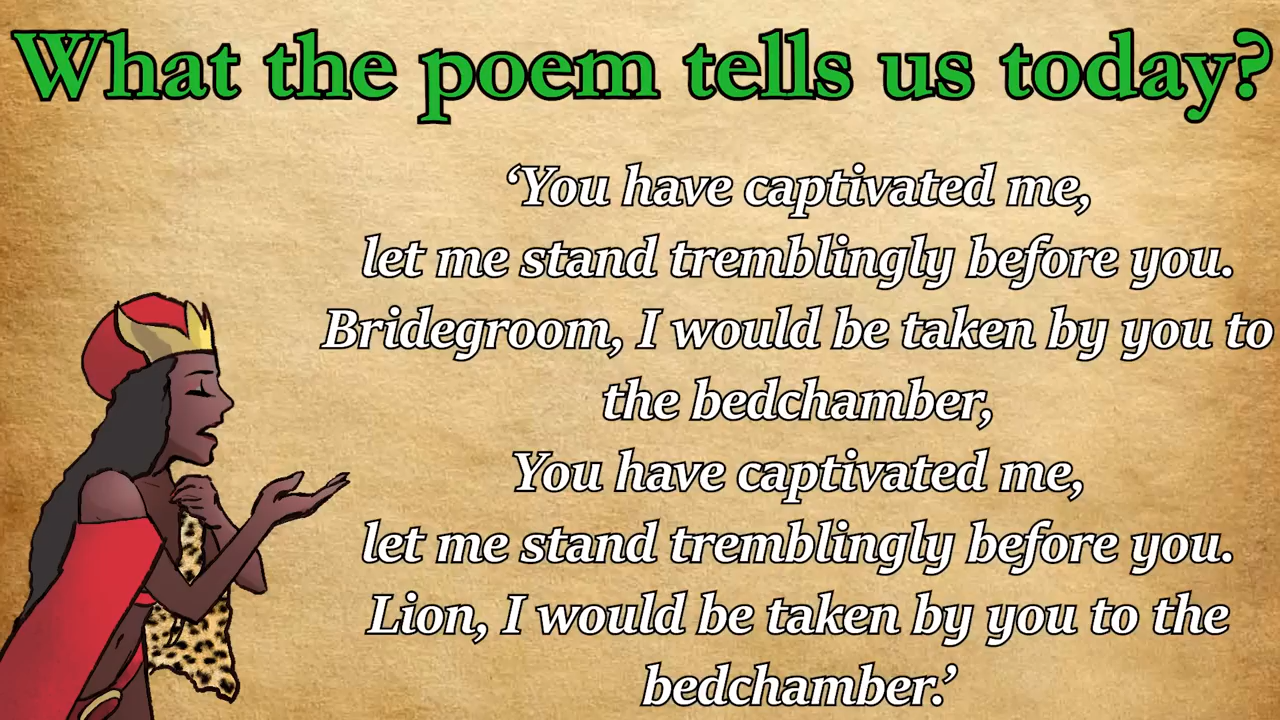 What the poem tells us today?
‘You have captivated me,
let me stand tremblingly before you.
Bridegroom, I would be taken by you to
the bedchamber,
You have captivated me,
let me stand tremblingly before you.
Lion, I would be taken by you to the
bedchamber.’